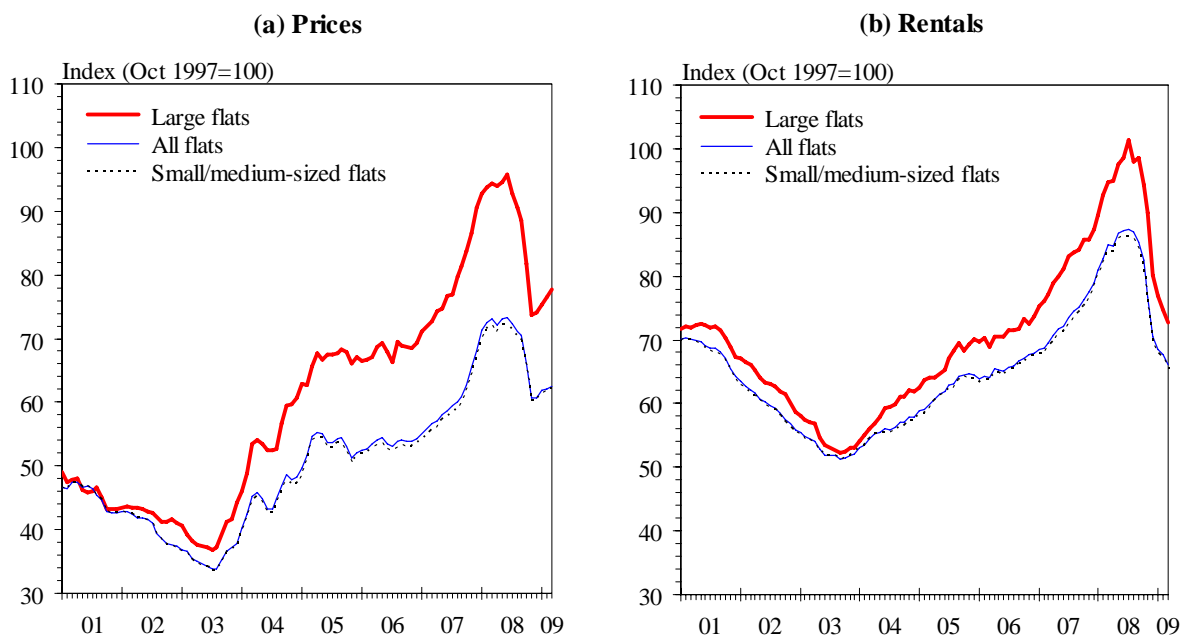 (a) Prices
Index (Oct 1997=100)
110
100
90
80
70
60
50
40
30
Large flats
All flats
Small/medium-sized flats
01 02 03 04 05 06 07 08 09
(b) Rentals
Index (Oct 1997=100)
110
100
90
80
70
60
50
40
30
Large flats
All flats
Small/medium-sized flats
01 02 03 04 05 06 07 08 09